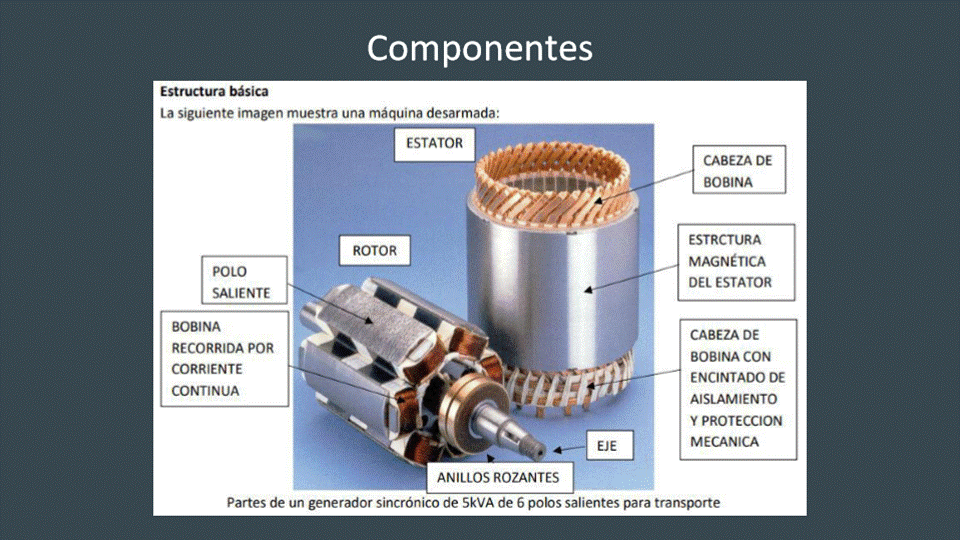 Componentes
Estructura básica
La siguiente imagen muestra una máquina desarmada:
ESTATOR
CABEZA DE
BOBINA
ROTOR
ESTRCTURA
MAGNÉTICA
DEL ESTATOR
POLO
SALIENTE
BOBINA
RECORRIDA POR
CORRIENTE
CONTINUA
CABEZA DE
BOBINA CON
ENCINTADO DE
AISLAMIENTO
Y PROTECCION
MECANICA
EJE
ANILLOS ROZANTES
Partes de un generador sincrónico de 5kVA de 6 polos salientes para transporte